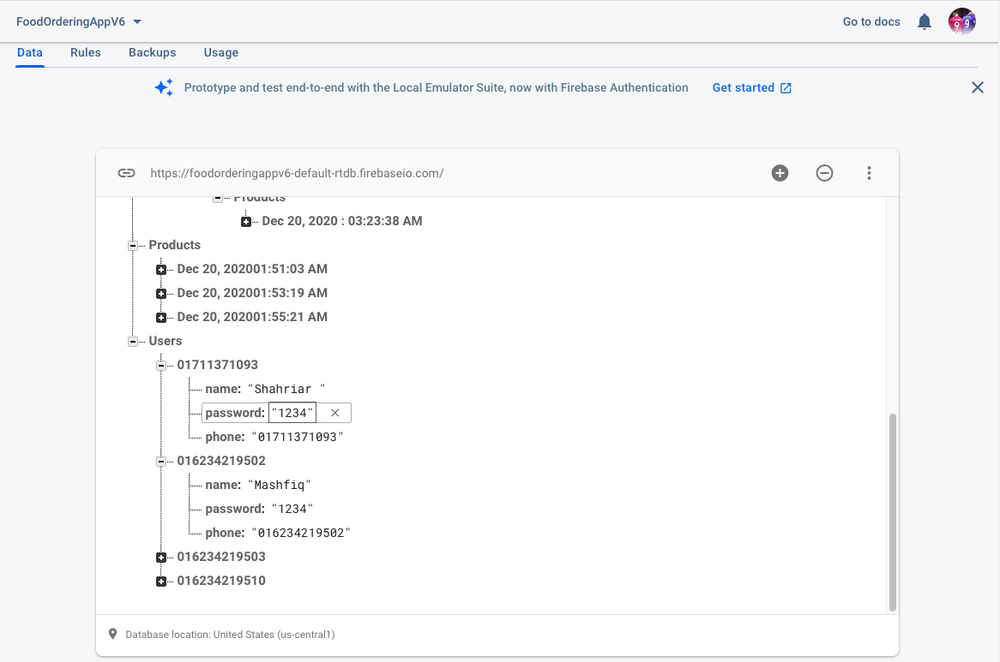 FoodOrderingAppV6
Go to docs
Data Rules Backups Usage
Prototype and test end-to-end with the Local Emulator Suite, now with Firebase Authentication Get started
https://foodorderingappv6-default-rtdb.firebaseio.com/
Products
Dec 20, 2020 : 03:23:38 AM
Products
Dec 20, 202001:51:03 AM
Dec 20, 202001:53:19 AM
Dec 20, 202001:55:21 AM
Users
01711371093
name: "Shahriar "
password: "1234"
phone: "01711371093"
016234219502
name: "Mashfiq"
password: "1234"
phone: "016234219502"
016234219503
016234219510
Database location: United States (us-central1)